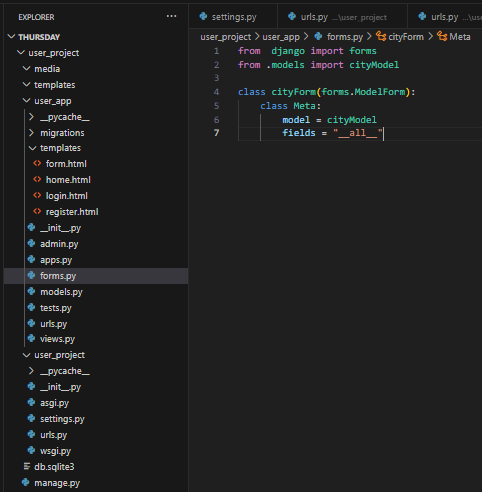 EXPLORER ···
THURSDAY
user_project
media
templates
user_app
__pycache__
migrations
templates
form.html
home.html
login.html
register.html
__init__.py
admin.py
apps.py
forms.py
models.py
tests.py
urls.py
views.py
user_project
__pycache__
__init__.py
asgi.py
settings.py
urls.py
wsgi.py
db.sqlite3
manage.py
settings.py urls.py ...\user_project urls.py ...\us
user_project > user_app > forms.py > cityForm > Meta
1 from  django import forms
2 from .models import cityModel
3
4 class cityForm(forms.ModelForm):
5     class Meta:
6         model = cityModel
7         fields = "__all__"